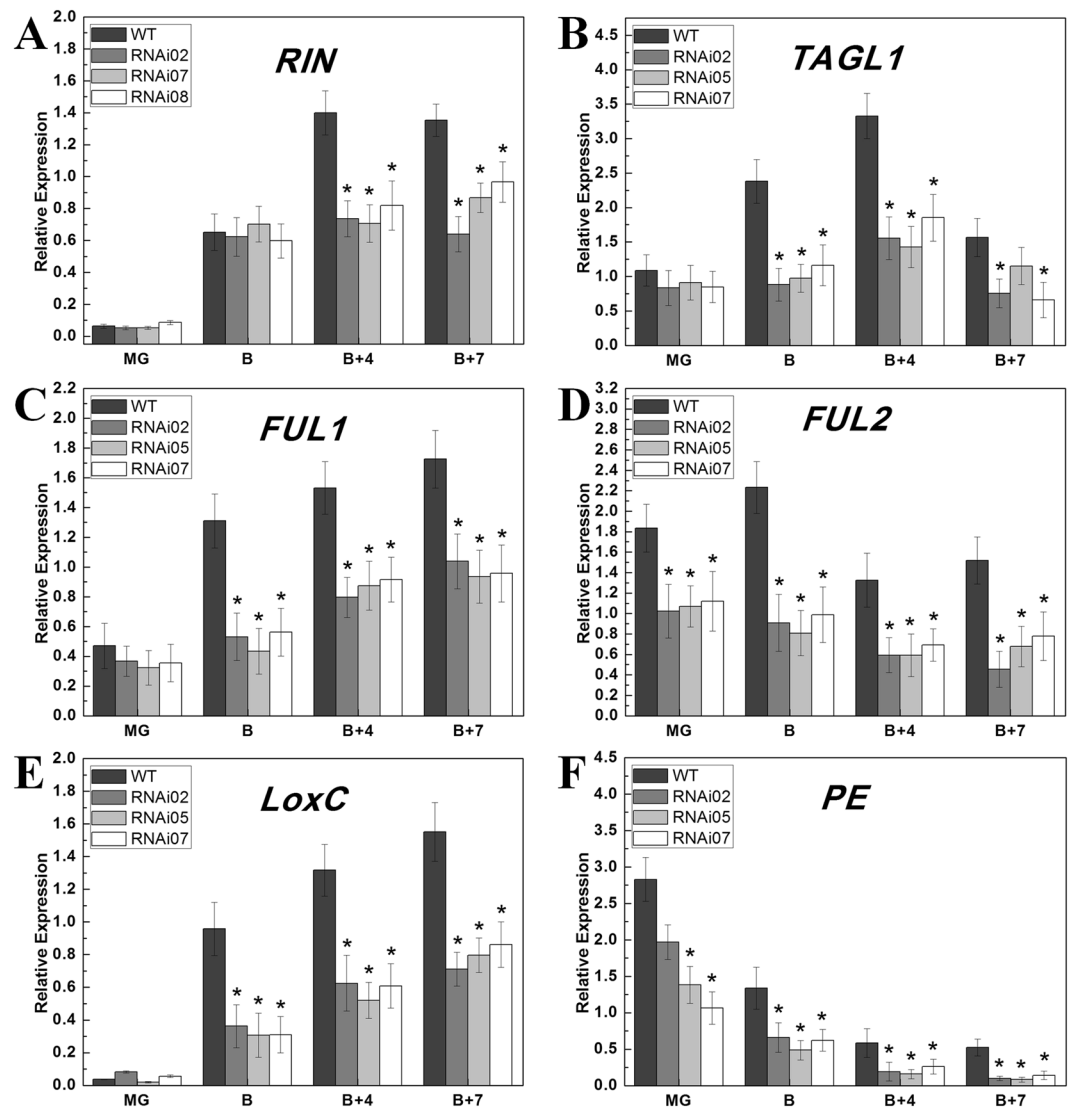 A
RIN
WT
RNAi02
RNAi07
RNAi08
Relative Expression
2.0
1.8
1.6
1.4
1.2
1.0
0.8
0.6
0.4
0.2
0.0
* * * * * *
MG B B+4 B+7
B
TAGL1
WT
RNAi02
RNAi05
RNAi07
Relative Expression
4.5
4.0
3.5
3.0
2.5
2.0
1.5
1.0
0.5
0.0
* * * * * * * *
MG B B+4 B+7
C
FUL1
WT
RNAi02
RNAi05
RNAi07
Relative Expression
2.2
2.0
1.8
1.6
1.4
1.2
1.0
0.8
0.6
0.4
0.2
0.0
* * * * * * * * *
MG B B+4 B+7
D
FUL2
WT
RNAi02
RNAi05
RNAi07
Relative Expression
3.2
3.0
2.8
2.6
2.4
2.2
2.0
1.8
1.6
1.4
1.2
1.0
0.8
0.6
0.4
0.2
0.0
* * * * * * * * * * * *
MG B B+4 B+7
E
LoxC
WT
RNAi02
RNAi05
RNAi07
Relative Expression
2.0
1.8
1.6
1.4
1.2
1.0
0.8
0.6
0.4
0.2
0.0
* * * * * * * * *
MG B B+4 B+7
F
PE
WT
RNAi02
RNAi05
RNAi07
Relative Expression
4.5
4.0
3.5
3.0
2.5
2.0
1.5
1.0
0.5
0.0
* * * * * * * * * * *
MG B B+4 B+7